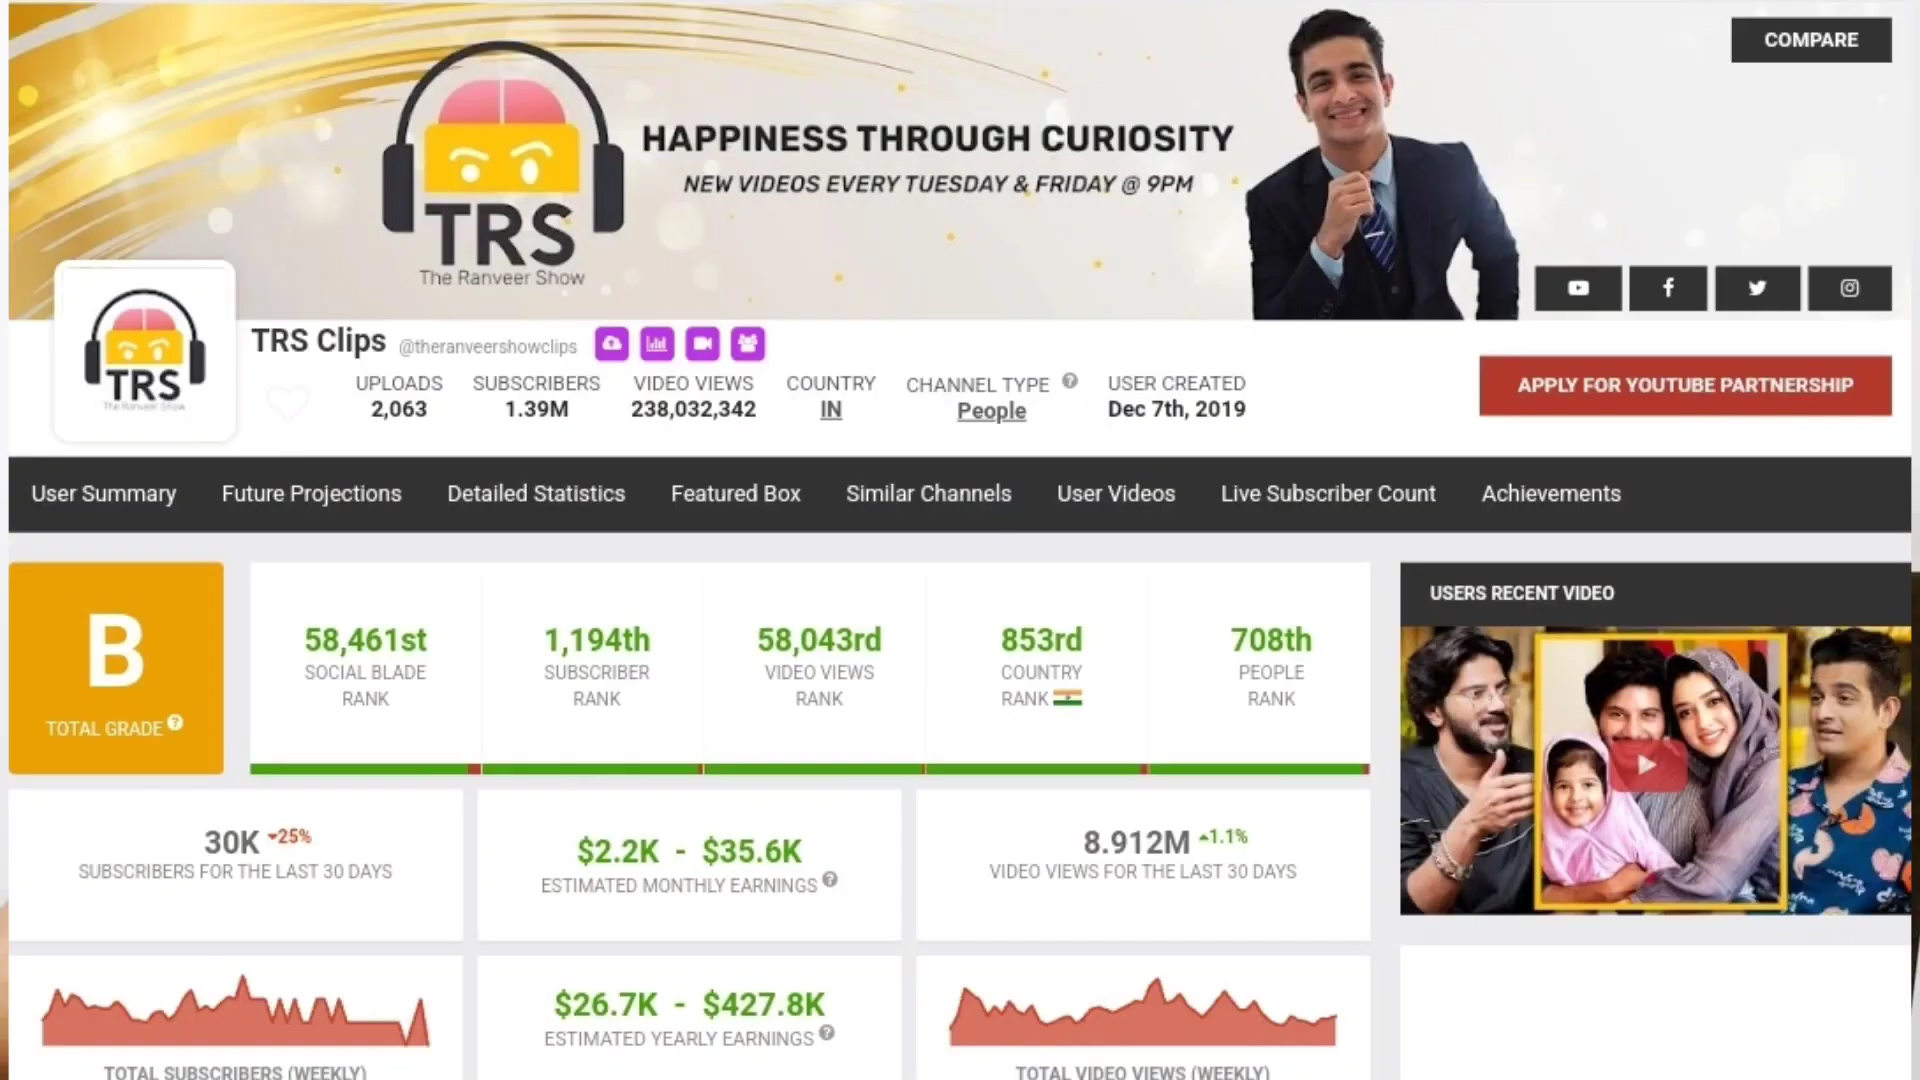 COMPARE
HAPPINESS THROUGH CURIOSITY
NEW VIDEOS EVERY TUESDAY & FRIDAY @ 9PM
TRS
The Ranveer Show
TRS
The Ranveer Show
TRS Clips @theranveershowclips
UPLOADS SUBSCRIBERS VIDEO VIEWS COUNTRY CHANNEL TYPE USER CREATED
2,063 1.39M 238,032,342 IN People Dec 7th, 2019
APPLY FOR YOUTUBE PARTNERSHIP
User Summary Future Projections Detailed Statistics Featured Box Similar Channels User Videos Live Subscriber Count Achievements
B
TOTAL GRADE
58,461st 1,194th 58,043rd 853rd 708th
SOCIAL BLADE SUBSCRIBER VIDEO VIEWS COUNTRY PEOPLE
RANK RANK RANK RANK RANK
USERS RECENT VIDEO
30K 25%
SUBSCRIBERS FOR THE LAST 30 DAYS
$2.2K - $35.6K
ESTIMATED MONTHLY EARNINGS
8.912M 1.1%
VIDEO VIEWS FOR THE LAST 30 DAYS
$26.7K - $427.8K
ESTIMATED YEARLY EARNINGS
TOTAL SUBSCRIBERS (WEEKLY)
TOTAL VIDEO VIEWS (WEEKLY)